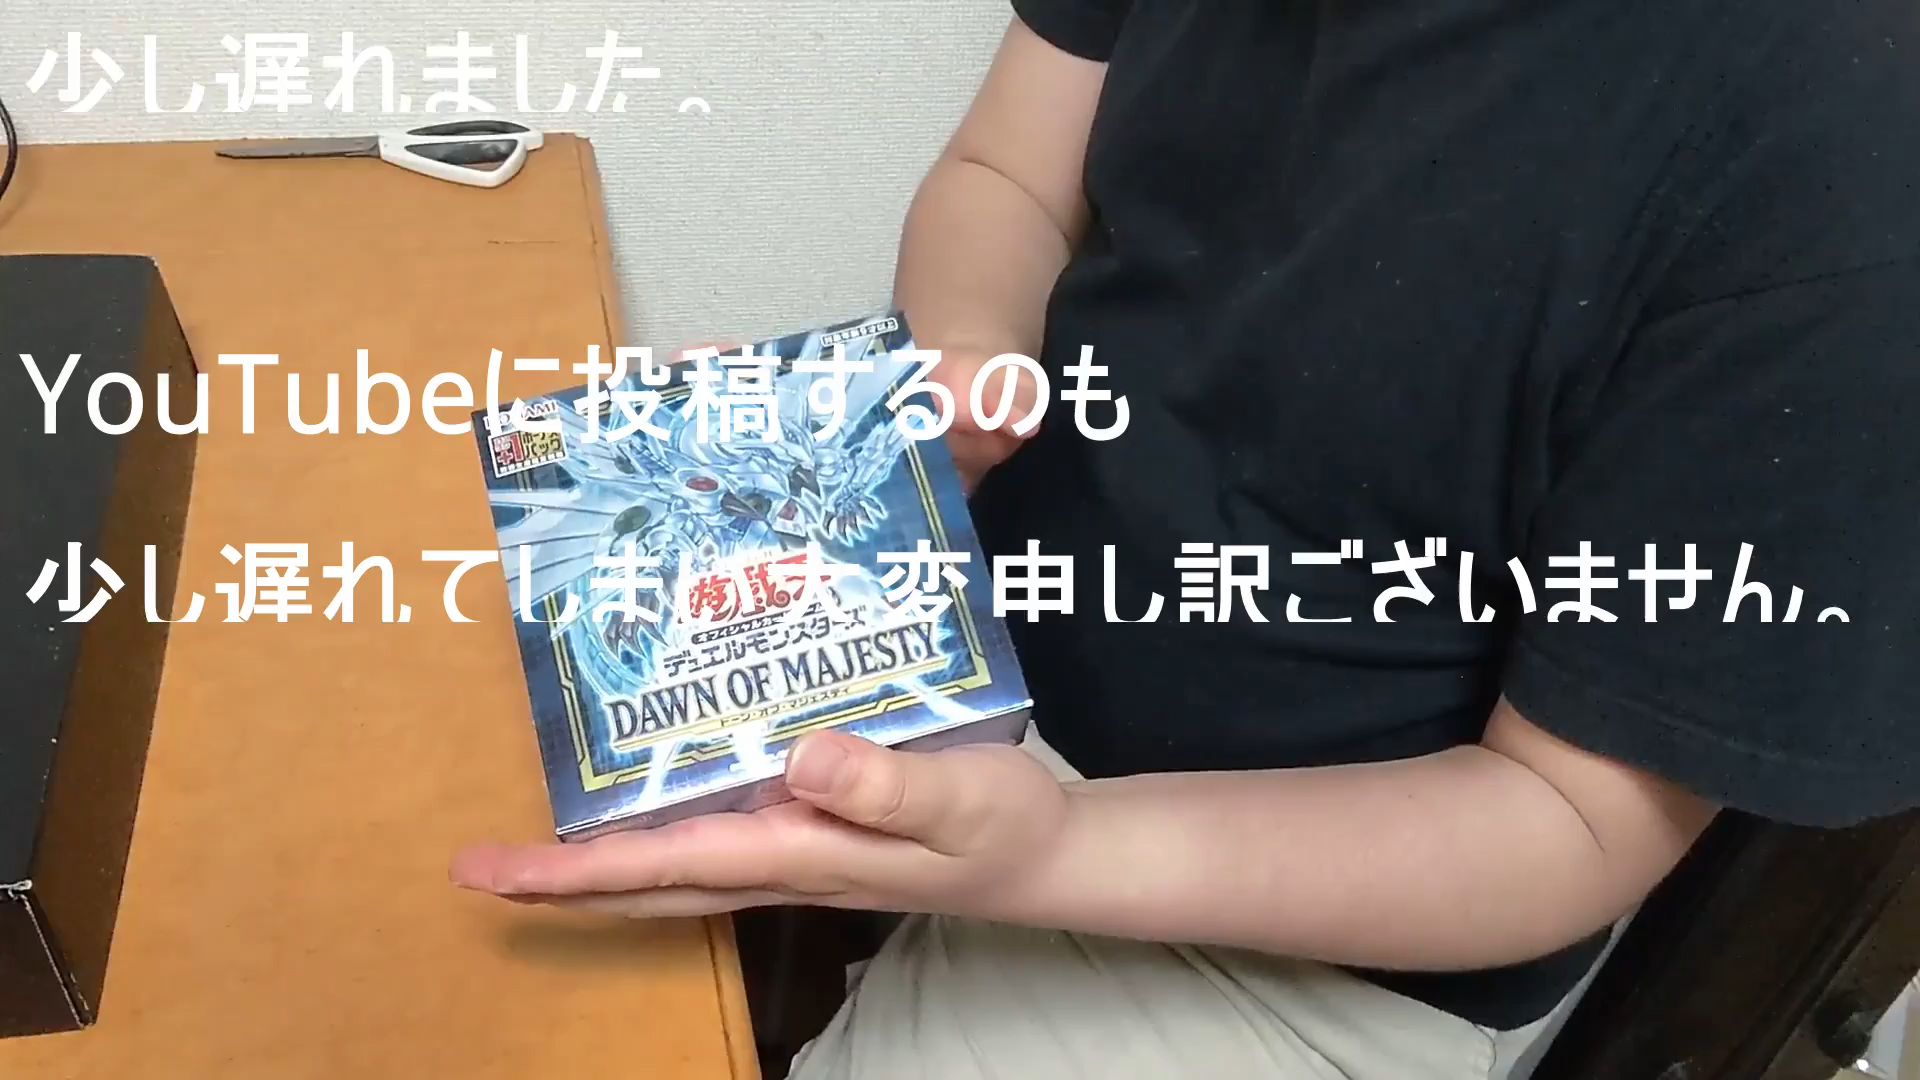 少し遅れました。
YouTubeに投稿するのも
少し遅れてしまい大変申し訳ございません。
KONAMI
+1
遊戯王
オフィシャルカードゲーム
デュエルモンスターズ
DAWN OF MAJESTY
ドーン・オブ・マジェスティ